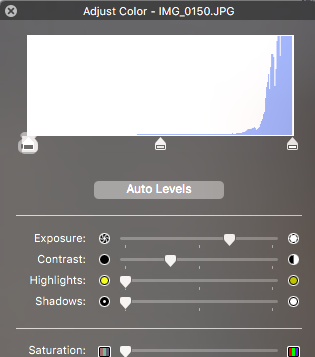 Adjust Color - IMG_0150.JPG
Auto Levels
Exposure:
Contrast:
Highlights:
Shadows:
Saturation: